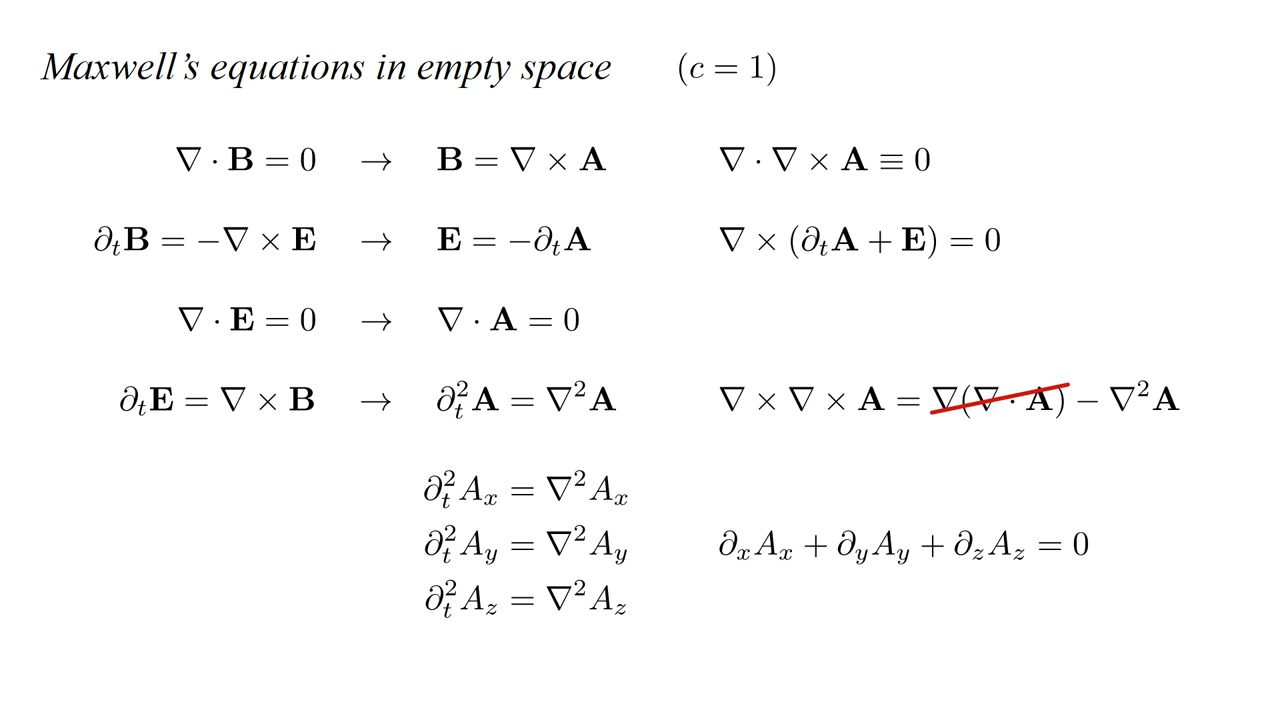 Maxwell's equations in empty space (c = 1)
∇ · B = 0 → B = ∇ × A ∇ · ∇ × A ≡ 0
∂ₜB = −∇ × E → E = −∂ₜA ∇ × (∂ₜA + E) = 0
∇ · E = 0 → ∇ · A = 0
∂ₜE = ∇ × B → ∂ₜ²A = ∇²A ∇ × ∇ × A = ∇(∇ · A) − ∇²A
∂ₜ²Aₓ = ∇²Aₓ
∂ₜ²A_y = ∇²A_y ∂ₓAₓ + ∂_yA_y + ∂_zA_z = 0
∂ₜ²A_z = ∇²A_z